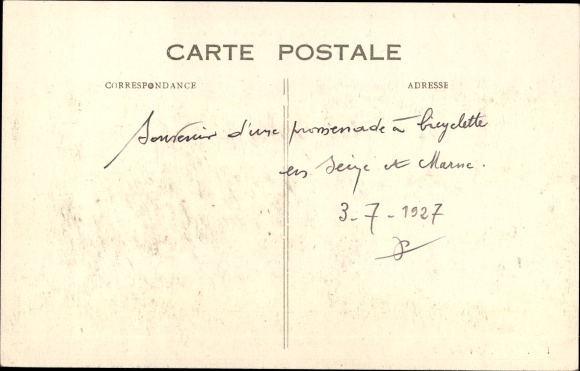 CARTE POSTALE
CORRESPONDANCE
ADRESSE
Souvenir d'une promenade à bicyclette
en Seine et Marne.
3-7-1927